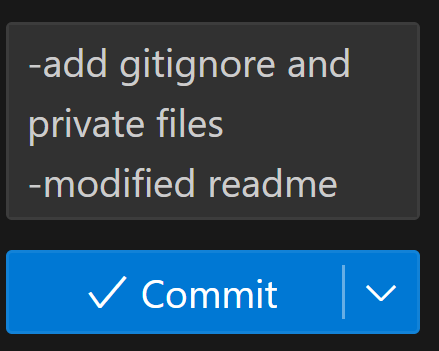 -add gitignore and
private files
-modified readme
Commit